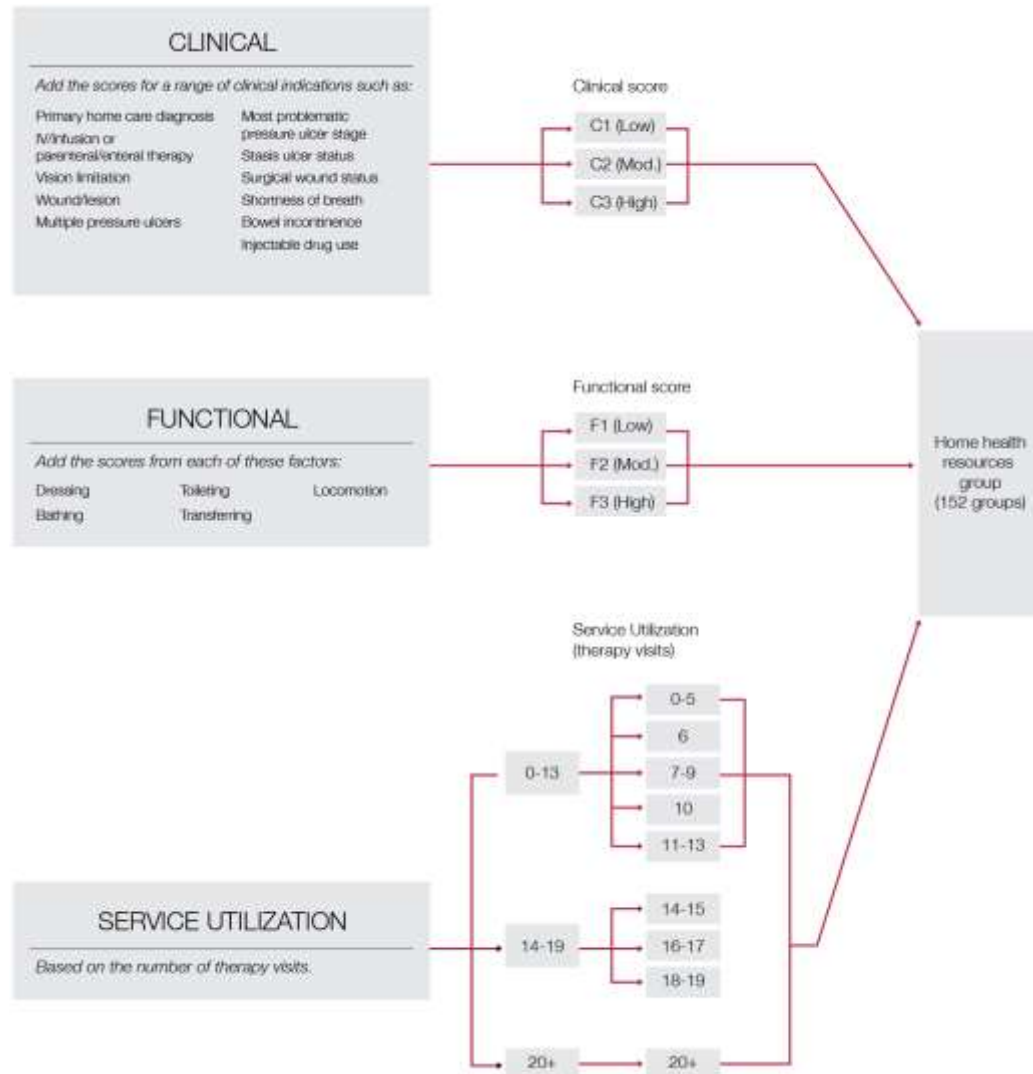 CLINICAL
Add the scores for a range of clinical indications such as:
Primary home care diagnosis
IV/Infusion or
parenteral/enteral therapy
Vision limitation
Wound/lesion
Multiple pressure ulcers
Most problematic
pressure ulcer stage
Stasis ulcer status
Surgical wound status
Shortness of breath
Bowel incontinence
Injectable drug use
Clinical score
C1 (Low)
C2 (Mod.)
C3 (High)
FUNCTIONAL
Add the scores from each of these factors:
Dressing
Bathing
Toileting
Transferring
Locomotion
Functional score
F1 (Low)
F2 (Mod.)
F3 (High)
Home health
resources
group
(152 groups)
SERVICE UTILIZATION
Based on the number of therapy visits.
Service Utilization
(therapy visits)
0-13
0-5
6
7-9
10
11-13
14-19
14-15
16-17
18-19
20+
20+